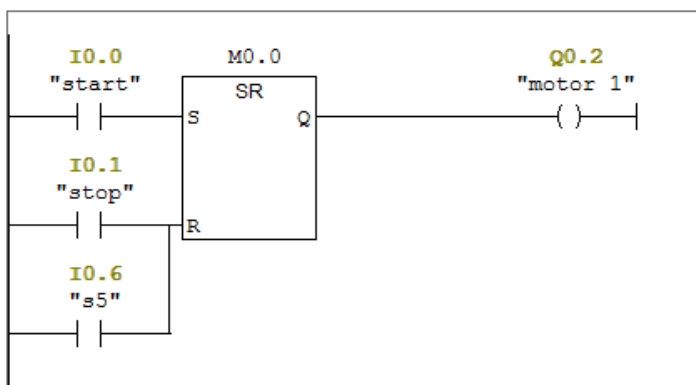 I0.0 M0.0 Q0.2
"start" SR "motor 1"
S Q
I0.1
"stop"
R
I0.6
"s5"